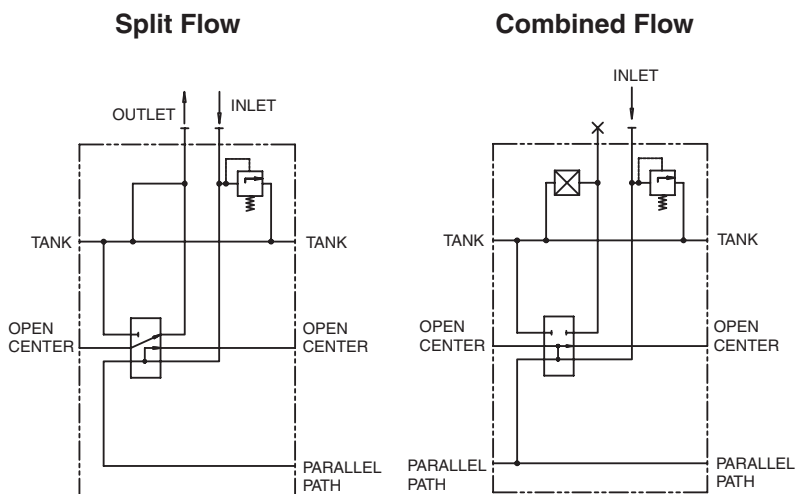 Split Flow
OUTLET
INLET
TANK
TANK
OPEN
CENTER
OPEN
CENTER
PARALLEL
PATH
Combined Flow
INLET
TANK
TANK
OPEN
CENTER
OPEN
CENTER
PARALLEL
PATH
PARALLEL
PATH